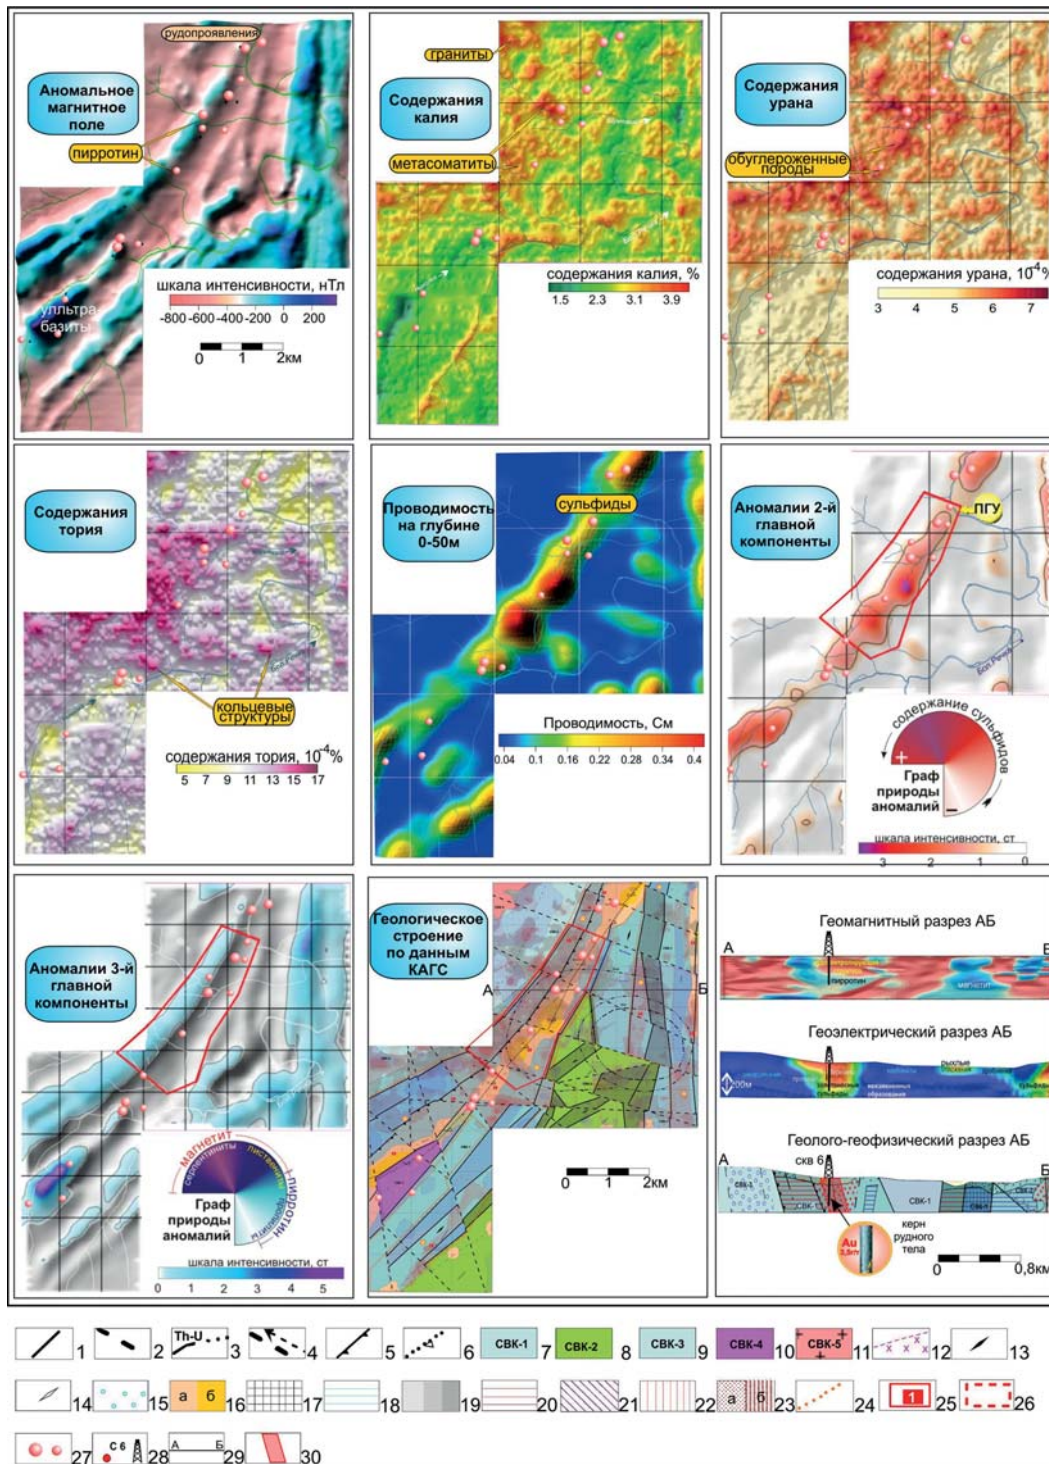 рудопроявления
Аномальное
магнитное
поле
пирротин
улльтра-
базиты
шкала интенсивности, нТл
-800-600-400-200 0 200
0 1 2км
граниты
Содержания
калия
метасоматиты
содержания калия, %
1.5 2.3 3.1 3.9
Содержания
урана
обуглероженные
породы
содержания урана, 10⁻⁴%
3 4 5 6 7
Содержания
тория
кольцевые
структуры
содержания тория, 10⁻⁴%
5 7 9 11 13 15 17
Проводимость
на глубине
0-50м
сульфиды
Проводимость, См
0.04 0.1 0.16 0.22 0.28 0.34 0.4
Аномалии 2-й
главной
компоненты
ПГУ
содержание сульфидов
+
Граф
природы
аномалий
–
шкала интенсивности, ст
3 2 1 0
Аномалии 3-й
главной
компоненты
магнетит
серпентиниты
листвениты
пирротин
Граф
природы
аномалий
шкала интенсивности, ст
0 1 2 3 4 5
Геологическое
строение
по данным
КАГС
А Б
0 1 2км
Геомагнитный разрез АБ
А Б
пирротин
магнетит
Геоэлектрический разрез АБ
рыхлые
200м
сульфиды
сульфиды
Геолого-геофизический разрез АБ
А скв 6 Б
СВК-1
СВК-1
керн
рудного
тела
Au
0 0,8км
1 2 Th-U 3 4 5 6 СВК-1 7 СВК-2 8 СВК-3 9 СВК-4 10 СВК-5 11 12 13
14 15 а б 16 17 18 19 20 21 22 а б 23 24 1 25 26
27 С 6 28 А Б 29 30